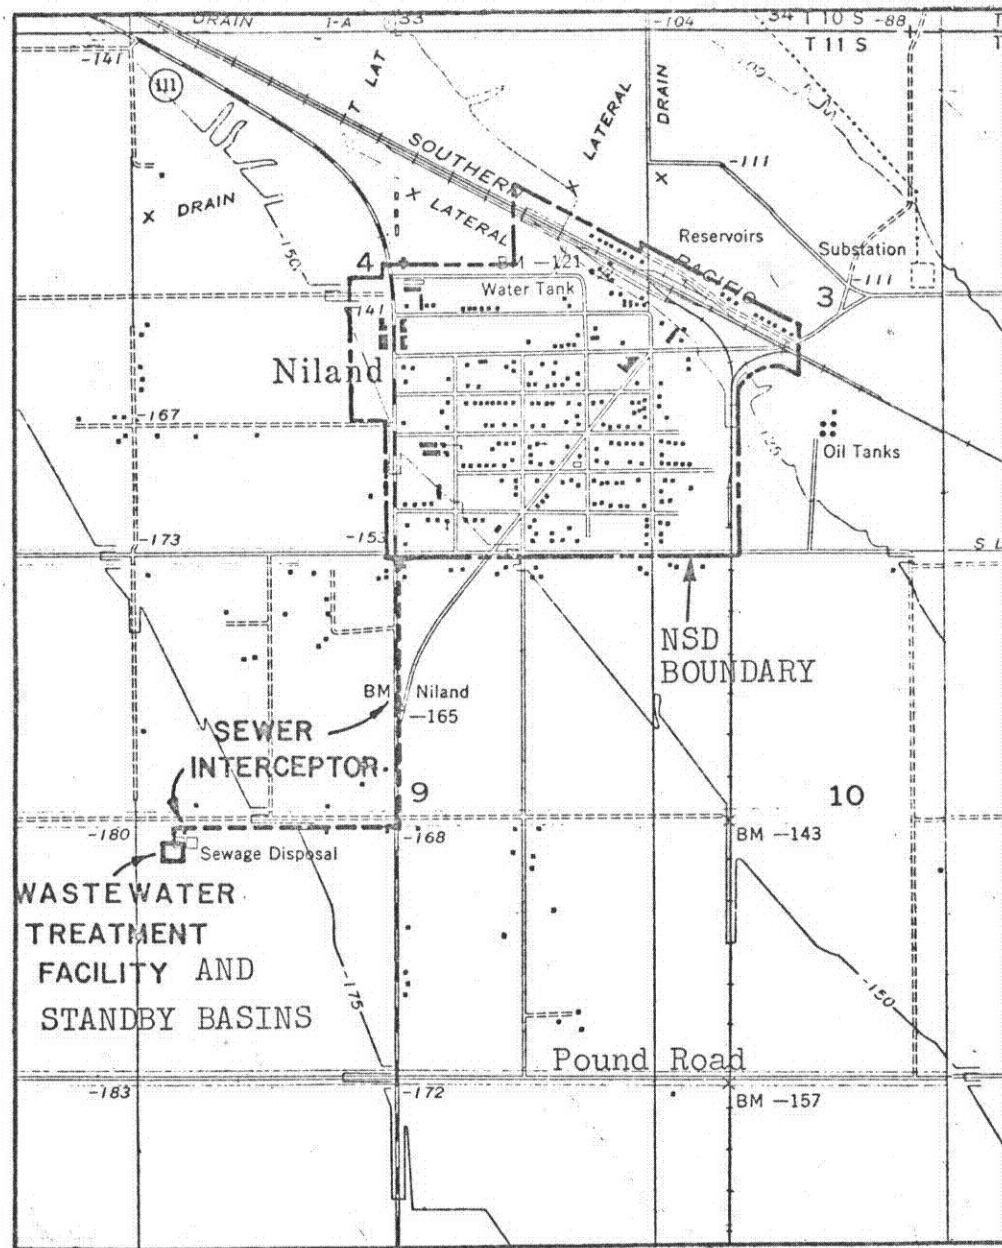 DRAIN 1-A 33 -104 34 T 10 S -88
T 11 S
-141
111
T LAT
LATERAL
DRAIN
SOUTHERN
X
X
-111
X DRAIN
X LATERAL
-150
Reservoirs
Substation
PACIFIC
4
BM -121
-111
Water Tank
3
-141
Niland
-167
-125
Oil Tanks
-173
-153
S L
NSD
BOUNDARY
BM Niland
-165
SEWER
INTERCEPTOR
9
10
-180
-168
BM -143
Sewage Disposal
WASTEWATER
TREATMENT
FACILITY AND
STANDBY BASINS
-175
-150
Pound Road
-183
-172
BM -157